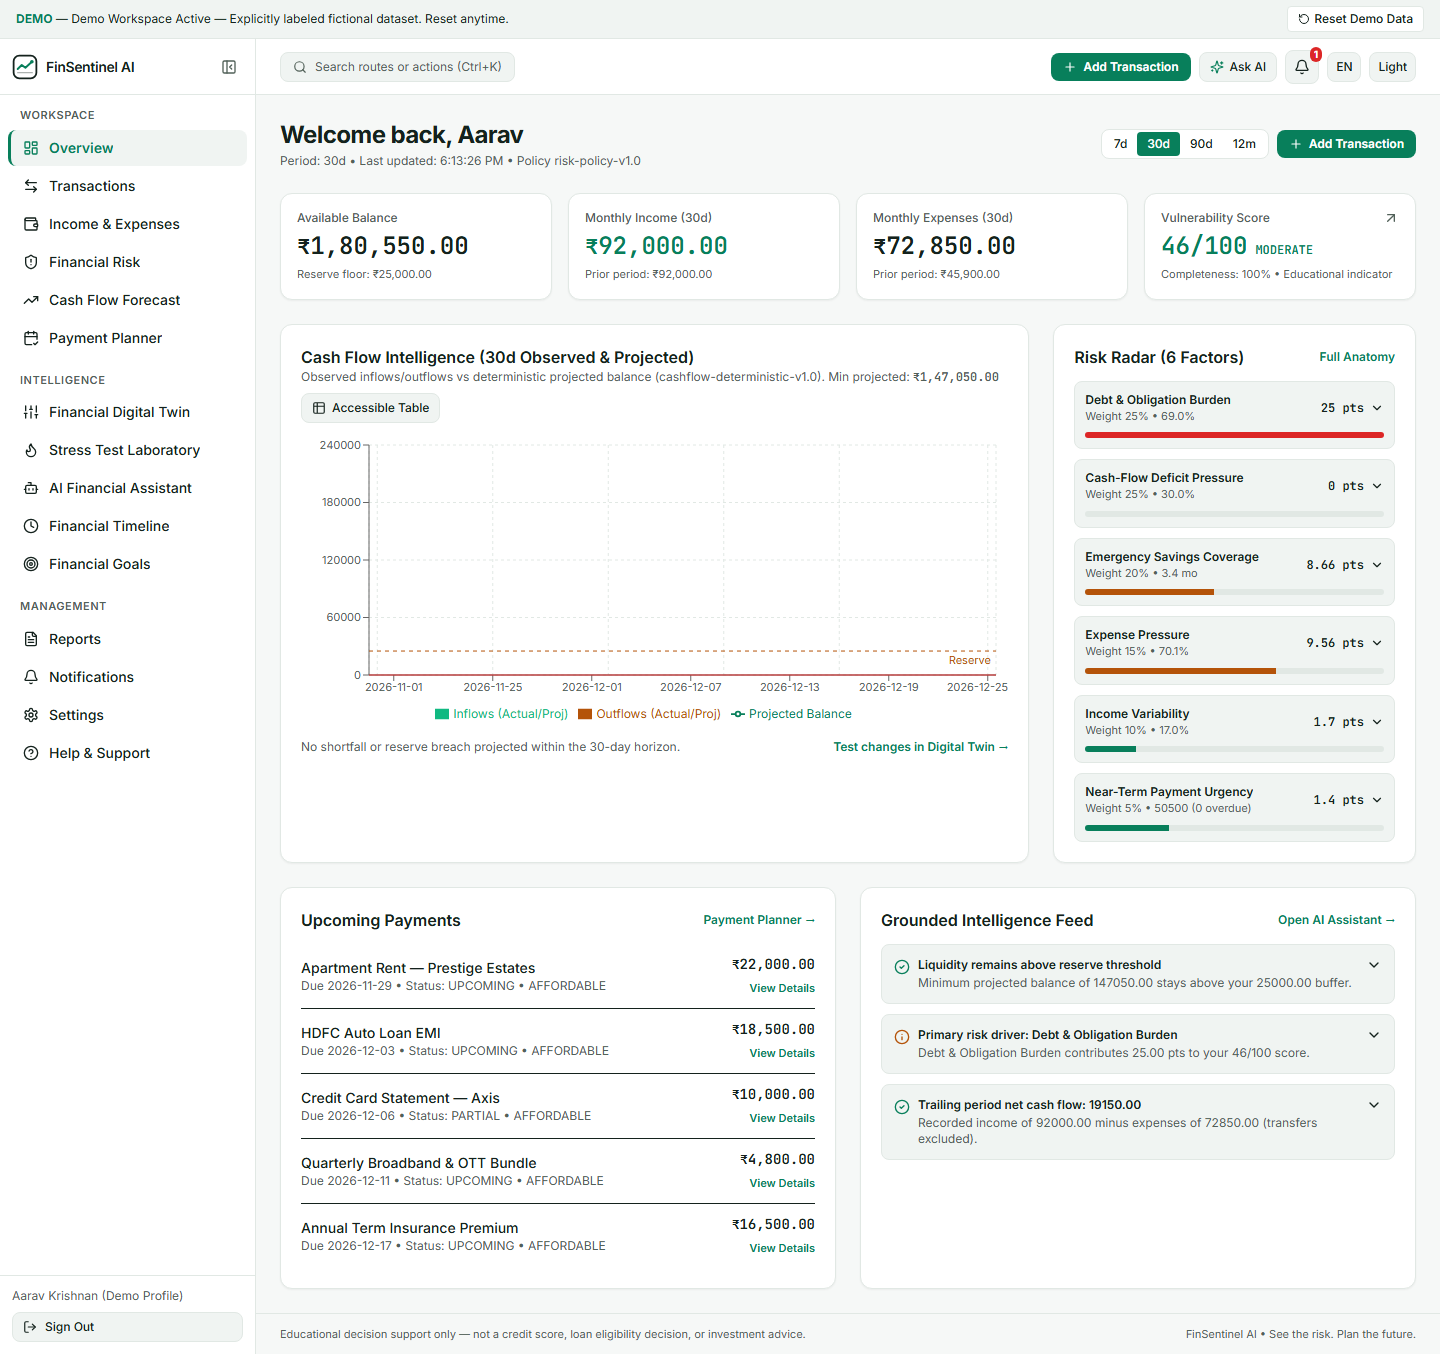 DEMO — Demo Workspace Active — Explicitly labeled fictional dataset. Reset anytime.
Reset Demo Data
FinSentinel AI
Search routes or actions (Ctrl+K)
Add Transaction
Ask AI
1
EN
Light
WORKSPACE
Overview
Transactions
Income & Expenses
Financial Risk
Cash Flow Forecast
Payment Planner
INTELLIGENCE
Financial Digital Twin
Stress Test Laboratory
AI Financial Assistant
Financial Timeline
Financial Goals
MANAGEMENT
Reports
Notifications
Settings
Help & Support
Aarav Krishnan (Demo Profile)
Sign Out
Welcome back, Aarav
Period: 30d • Last updated: 6:13:26 PM • Policy risk-policy-v1.0
7d
30d
90d
12m
Add Transaction
Available Balance
₹1,80,550.00
Reserve floor: ₹25,000.00
Monthly Income (30d)
₹92,000.00
Prior period: ₹92,000.00
Monthly Expenses (30d)
₹72,850.00
Prior period: ₹45,900.00
Vulnerability Score
46/100 MODERATE
Completeness: 100% • Educational indicator
Cash Flow Intelligence (30d Observed & Projected)
Observed inflows/outflows vs deterministic projected balance (cashflow-deterministic-v1.0). Min projected: ₹1,47,050.00
Accessible Table
240000
180000
120000
60000
0
Reserve
2026-11-01
2026-11-25
2026-12-01
2026-12-07
2026-12-13
2026-12-19
2026-12-25
Inflows (Actual/Proj)
Outflows (Actual/Proj)
Projected Balance
No shortfall or reserve breach projected within the 30-day horizon.
Test changes in Digital Twin →
Risk Radar (6 Factors)
Full Anatomy
Debt & Obligation Burden
Weight 25% • 69.0%
25 pts
Cash-Flow Deficit Pressure
Weight 25% • 30.0%
0 pts
Emergency Savings Coverage
Weight 20% • 3.4 mo
8.66 pts
Expense Pressure
Weight 15% • 70.1%
9.56 pts
Income Variability
Weight 10% • 17.0%
1.7 pts
Near-Term Payment Urgency
Weight 5% • 50500 (0 overdue)
1.4 pts
Upcoming Payments
Payment Planner →
Apartment Rent — Prestige Estates
Due 2026-11-29 • Status: UPCOMING • AFFORDABLE
₹22,000.00
View Details
HDFC Auto Loan EMI
Due 2026-12-03 • Status: UPCOMING • AFFORDABLE
₹18,500.00
View Details
Credit Card Statement — Axis
Due 2026-12-06 • Status: PARTIAL • AFFORDABLE
₹10,000.00
View Details
Quarterly Broadband & OTT Bundle
Due 2026-12-11 • Status: UPCOMING • AFFORDABLE
₹4,800.00
View Details
Annual Term Insurance Premium
Due 2026-12-17 • Status: UPCOMING • AFFORDABLE
₹16,500.00
View Details
Grounded Intelligence Feed
Open AI Assistant →
Liquidity remains above reserve threshold
Minimum projected balance of 147050.00 stays above your 25000.00 buffer.
Primary risk driver: Debt & Obligation Burden
Debt & Obligation Burden contributes 25.00 pts to your 46/100 score.
Trailing period net cash flow: 19150.00
Recorded income of 92000.00 minus expenses of 72850.00 (transfers
excluded).
Educational decision support only — not a credit score, loan eligibility decision, or investment advice.
FinSentinel AI • See the risk. Plan the future.